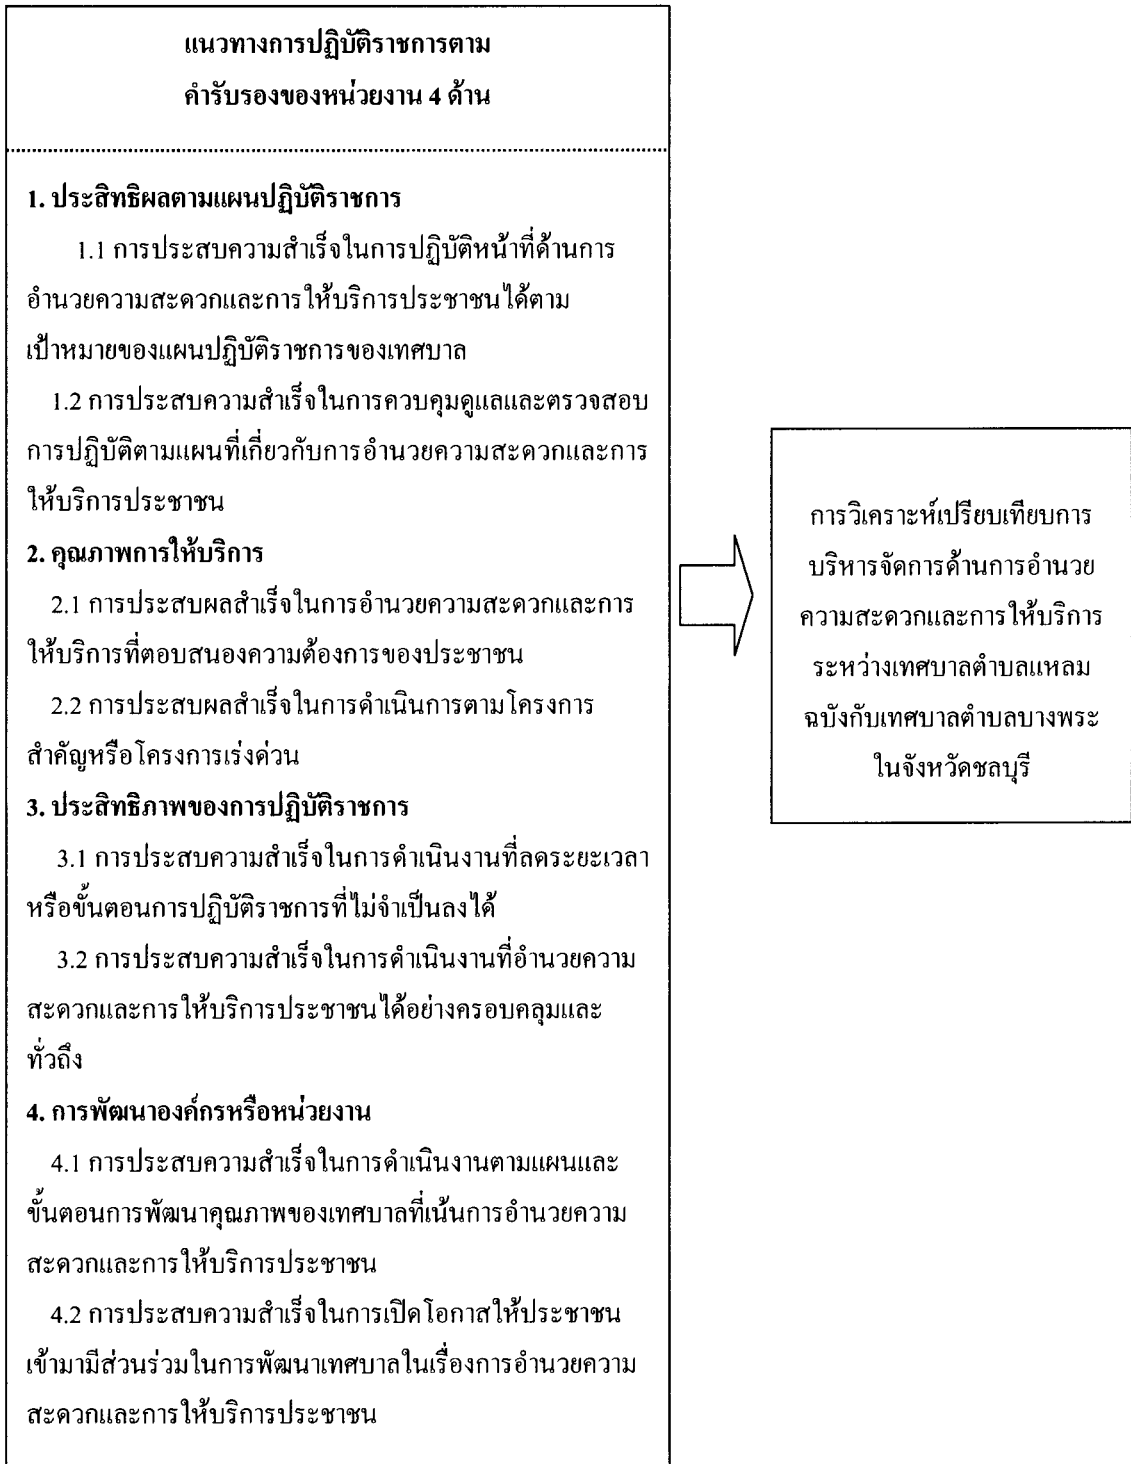 แนวทางการปฏิบัติราชการตาม
คำรับรองของหน่วยงาน 4 ด้าน
1. ประสิทธิผลตามแผนปฏิบัติราชการ
1.1 การประสบความสำเร็จในการปฏิบัติหน้าที่ด้านการ
อำนวยความสะดวกและการให้บริการประชาชนได้ตาม
เป้าหมายของแผนปฏิบัติราชการของเทศบาล
1.2 การประสบความสำเร็จในการควบคุมดูแลและตรวจสอบ
การปฏิบัติตามแผนที่เกี่ยวกับการอำนวยความสะดวกและการ
ให้บริการประชาชน
2. คุณภาพการให้บริการ
2.1 การประสบผลสำเร็จในการอำนวยความสะดวกและการ
ให้บริการที่ตอบสนองความต้องการของประชาชน
2.2 การประสบผลสำเร็จในการดำเนินการตามโครงการ
สำคัญหรือโครงการเร่งด่วน
3. ประสิทธิภาพของการปฏิบัติราชการ
3.1 การประสบความสำเร็จในการดำเนินงานที่ลดระยะเวลา
หรือขั้นตอนการปฏิบัติราชการที่ไม่จำเป็นลงได้
3.2 การประสบความสำเร็จในการดำเนินงานที่อำนวยความ
สะดวกและการให้บริการประชาชนได้อย่างครอบคลุมและ
ทั่วถึง
4. การพัฒนาองค์กรหรือหน่วยงาน
4.1 การประสบความสำเร็จในการดำเนินงานตามแผนและ
ขั้นตอนการพัฒนาคุณภาพของเทศบาลที่เน้นการอำนวยความ
สะดวกและการให้บริการประชาชน
4.2 การประสบความสำเร็จในการเปิดโอกาสให้ประชาชน
เข้ามามีส่วนร่วมในการพัฒนาเทศบาลในเรื่องการอำนวยความ
สะดวกและการให้บริการประชาชน
การวิเคราะห์เปรียบเทียบการ
บริหารจัดการด้านการอำนวย
ความสะดวกและการให้บริการ
ระหว่างเทศบาลตำบลแหลม
ฉบังกับเทศบาลตำบลบางพระ
ในจังหวัดชลบุรี